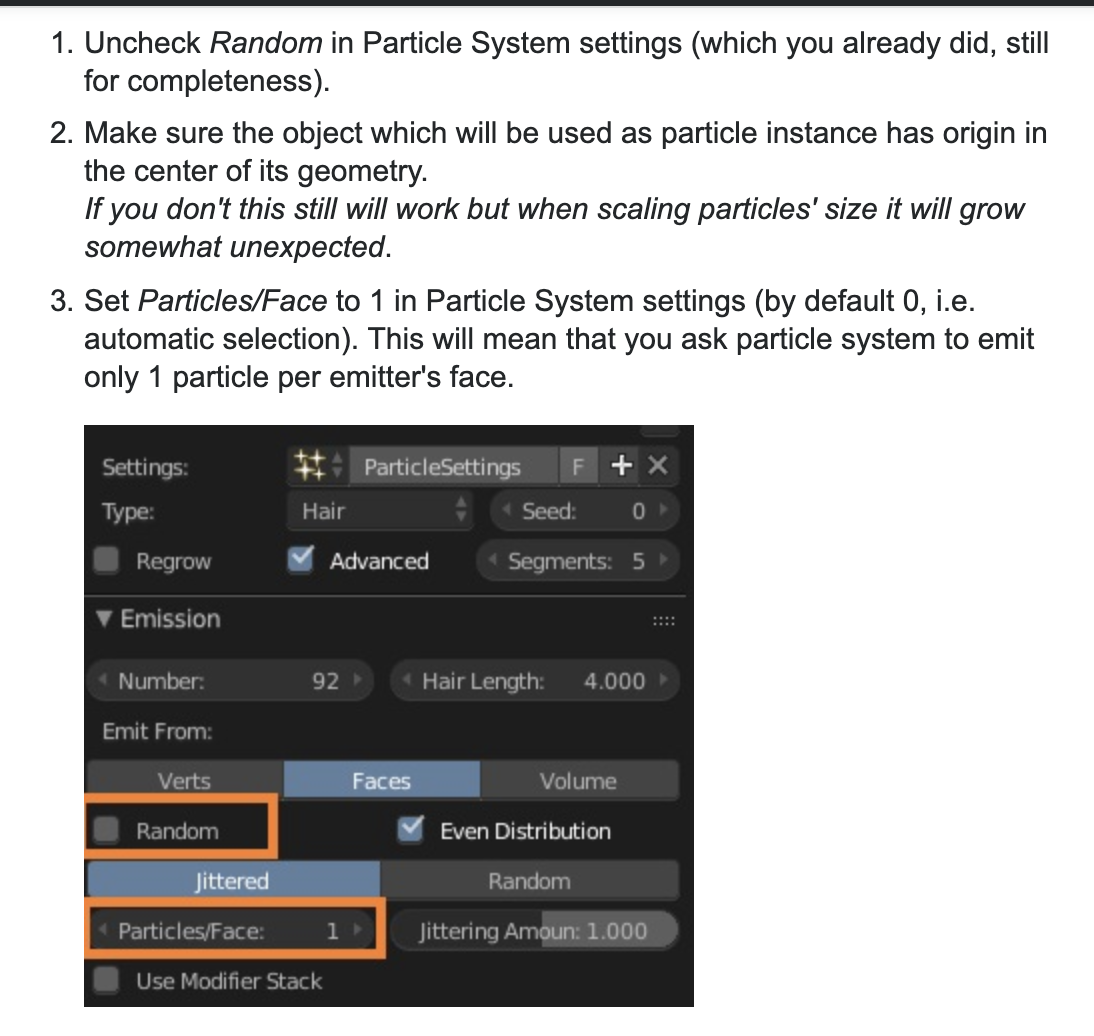 1. Uncheck Random in Particle System settings (which you already did, still
for completeness).
2. Make sure the object which will be used as particle instance has origin in
the center of its geometry.
If you don't this still will work but when scaling particles' size it will grow
somewhat unexpected.
3. Set Particles/Face to 1 in Particle System settings (by default 0, i.e.
automatic selection). This will mean that you ask particle system to emit
only 1 particle per emitter's face.
Settings: ParticleSettings F
Type: Hair Seed: 0
Regrow Advanced Segments: 5
Emission
Number: 92 Hair Length: 4.000
Emit From:
Verts Faces Volume
Random Even Distribution
Jittered Random
Particles/Face: 1 Jittering Amoun: 1.000
Use Modifier Stack